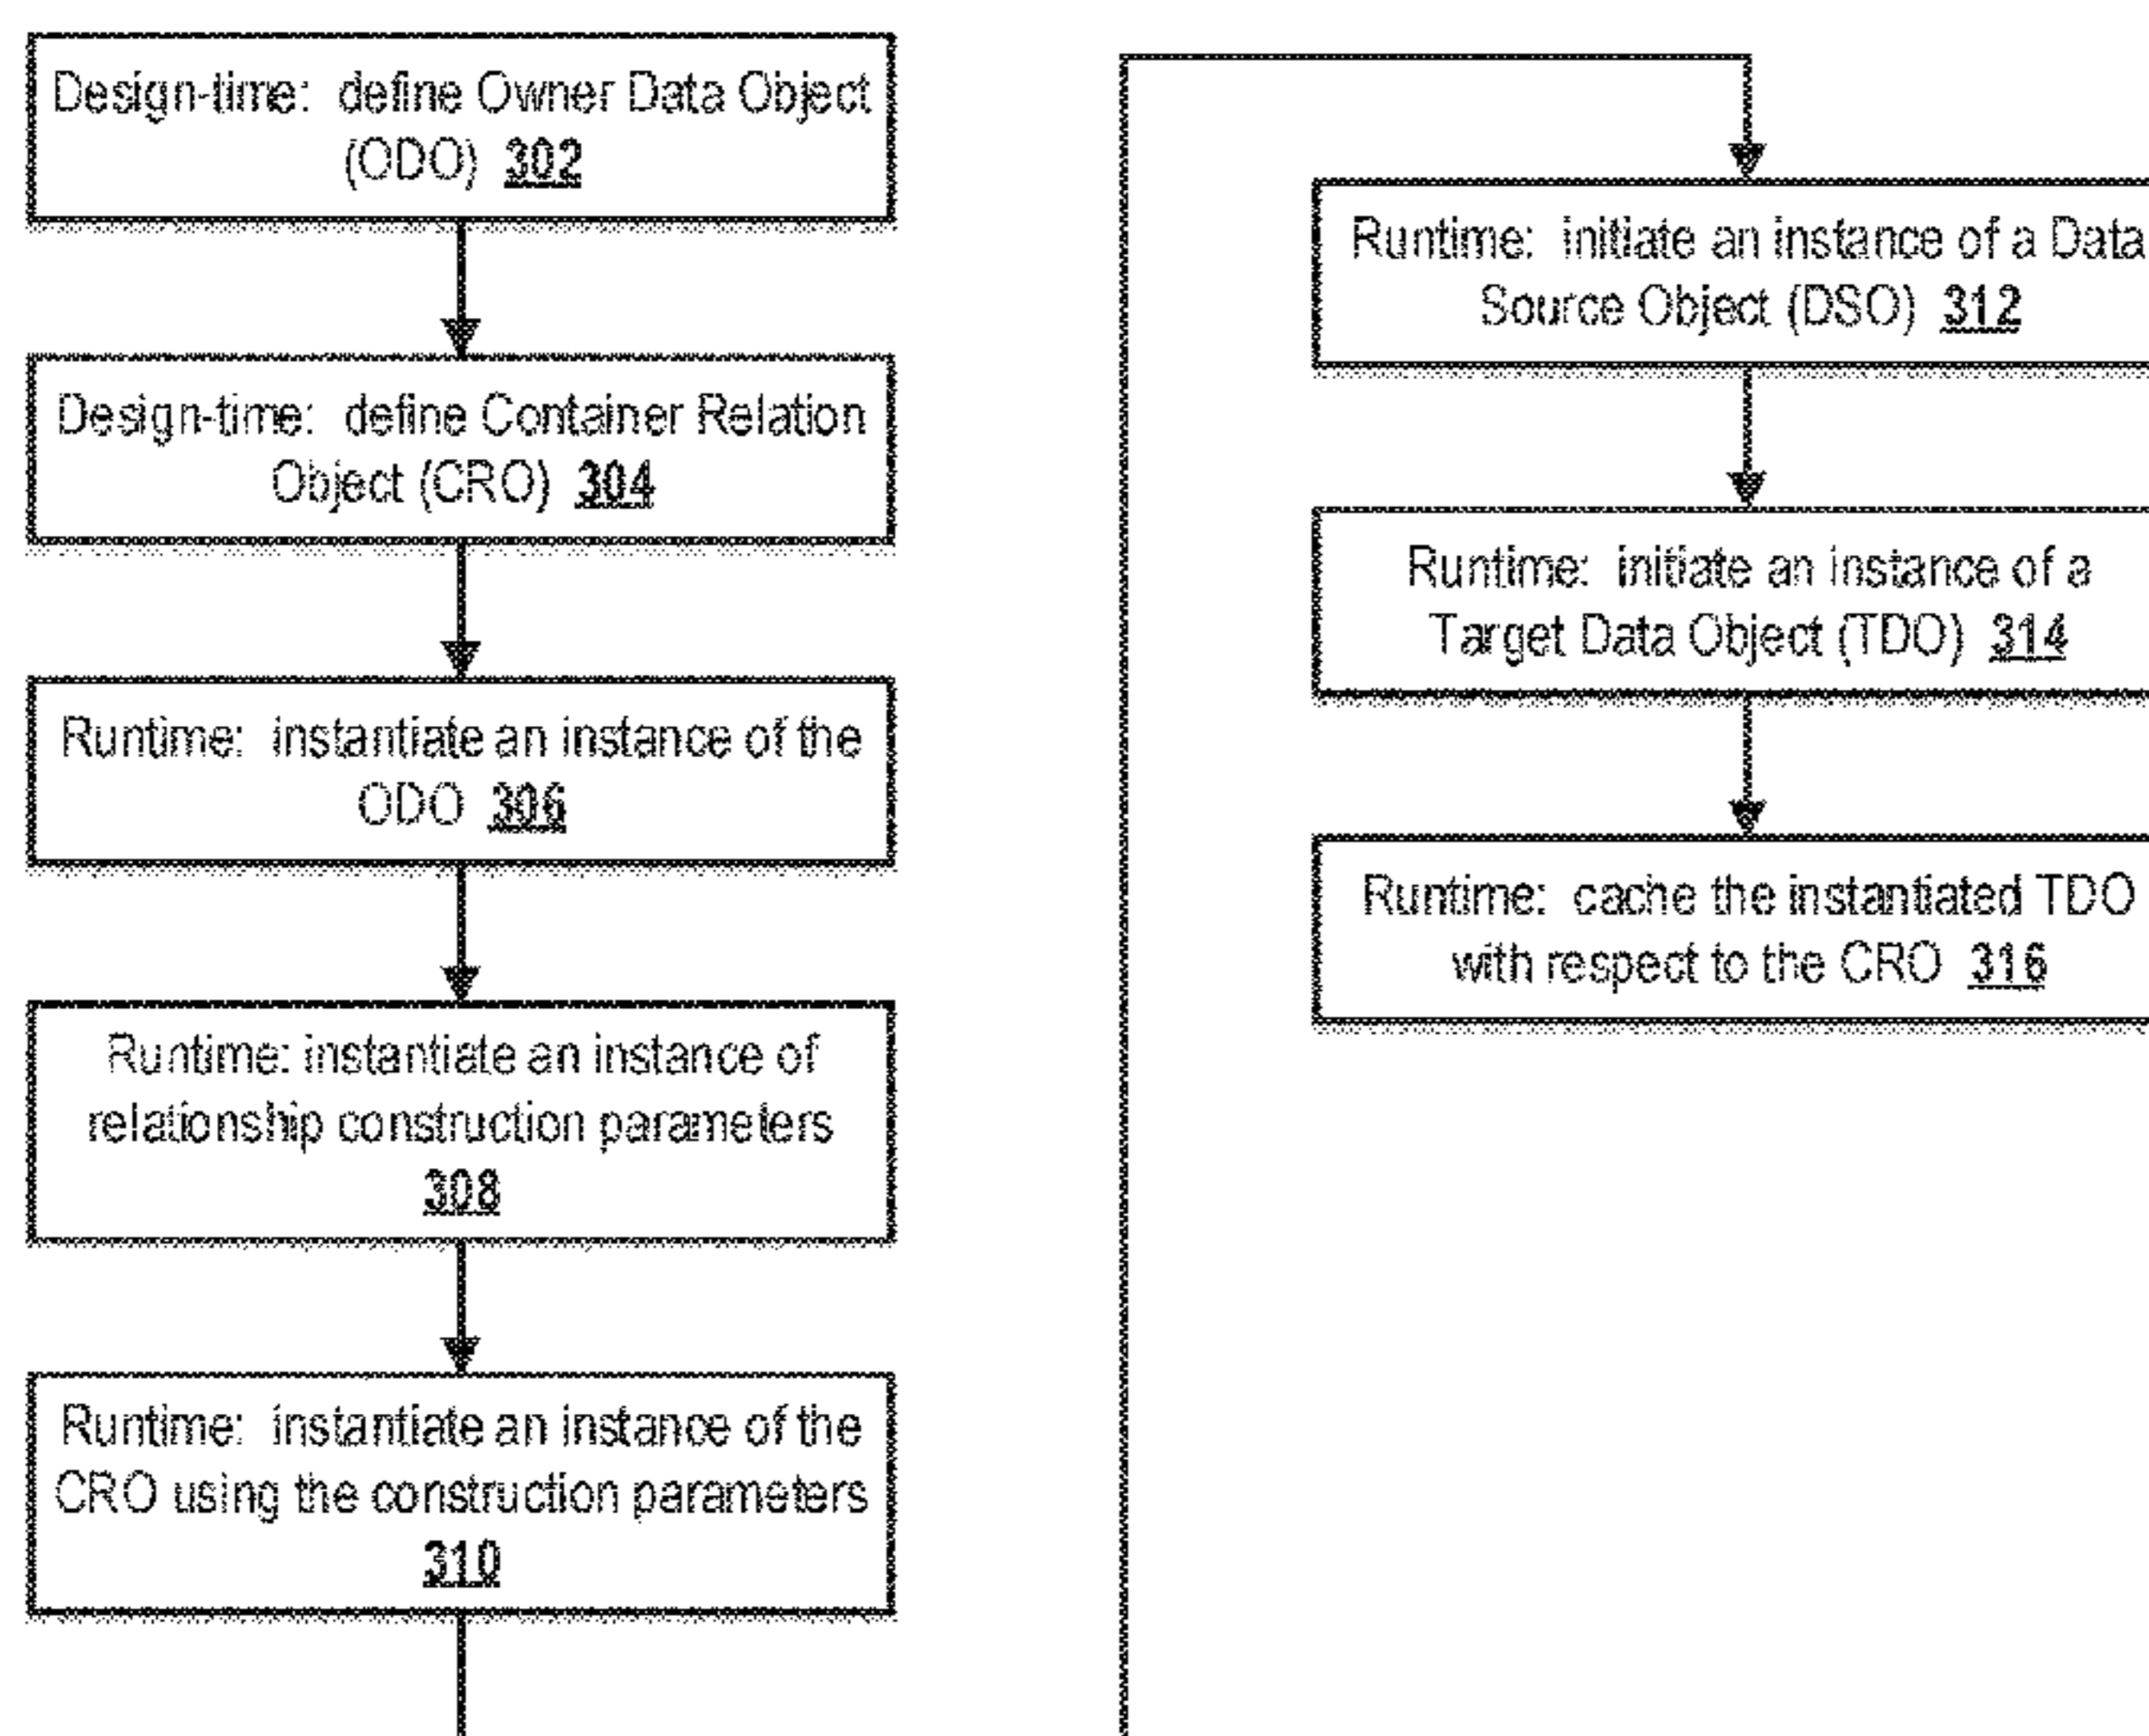 Design-time: define Owner Data Object
(ODO) 302
Design-time: define Container Relation
Object (CRO) 304
Runtime: instantiate an instance of the
ODO 306
Runtime: instantiate an instance of
relationship construction parameters
308
Runtime: instantiate an instance of the
CRO using the construction parameters
310
Runtime: initiate an instance of a Data
Source Object (DSO) 312
Runtime: initiate an instance of a
Target Data Object (TDO) 314
Runtime: cache the instantiated TDO
with respect to the CRO 316